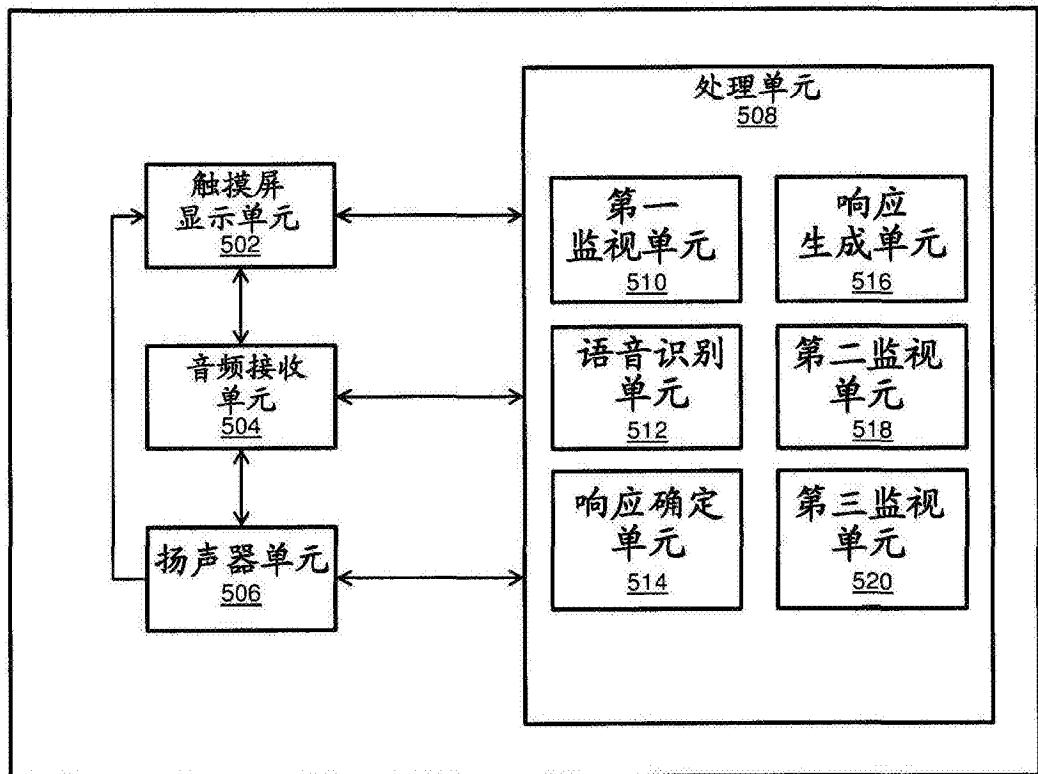 触摸屏
显示单元
502
音频接收
单元
504
扬声器单元
506
处理单元
508
第一
监视单元
510
响应
生成单元
516
语音识别
单元
512
第二监视
单元
518
响应确定
单元
514
第三监视
单元
520